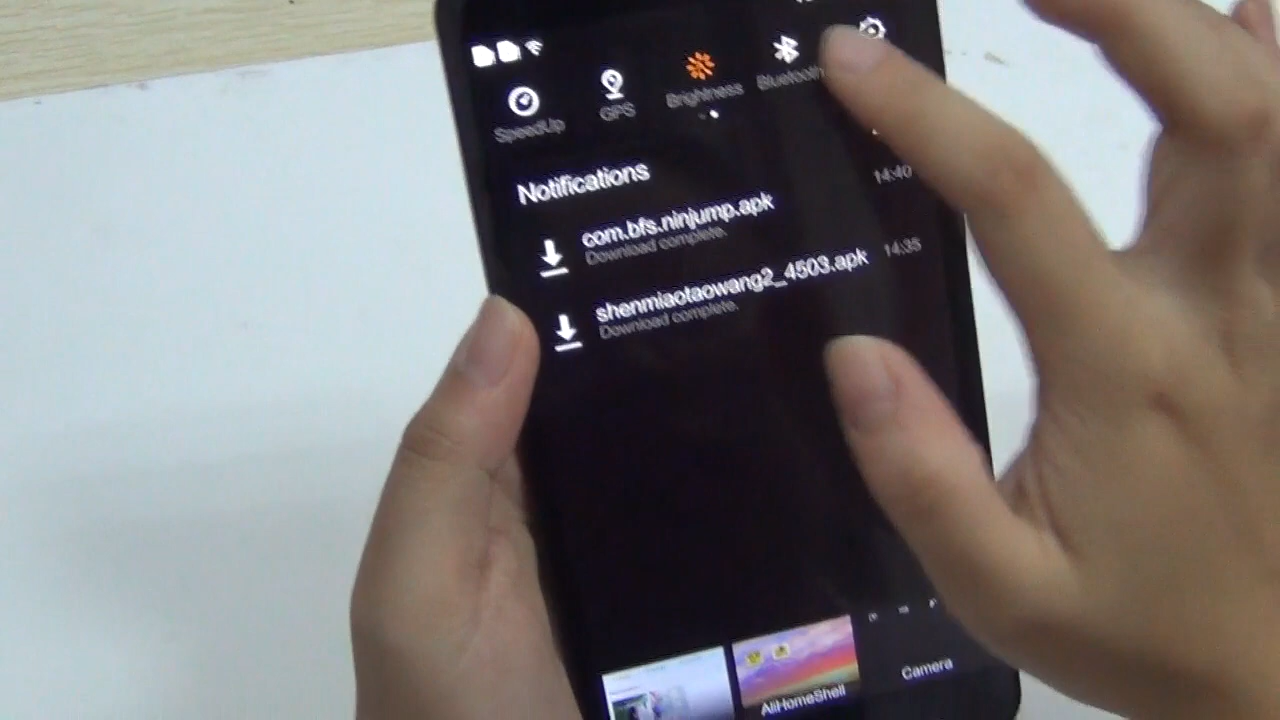 SpeedUp
GPS
Brightness
Bluetooth
Notifications
14:40
com.bfs.ninjump.apk
Download complete.
14:35
shenmiaotaowang2_4503.apk
Download complete.
AliHomeShell
Camera